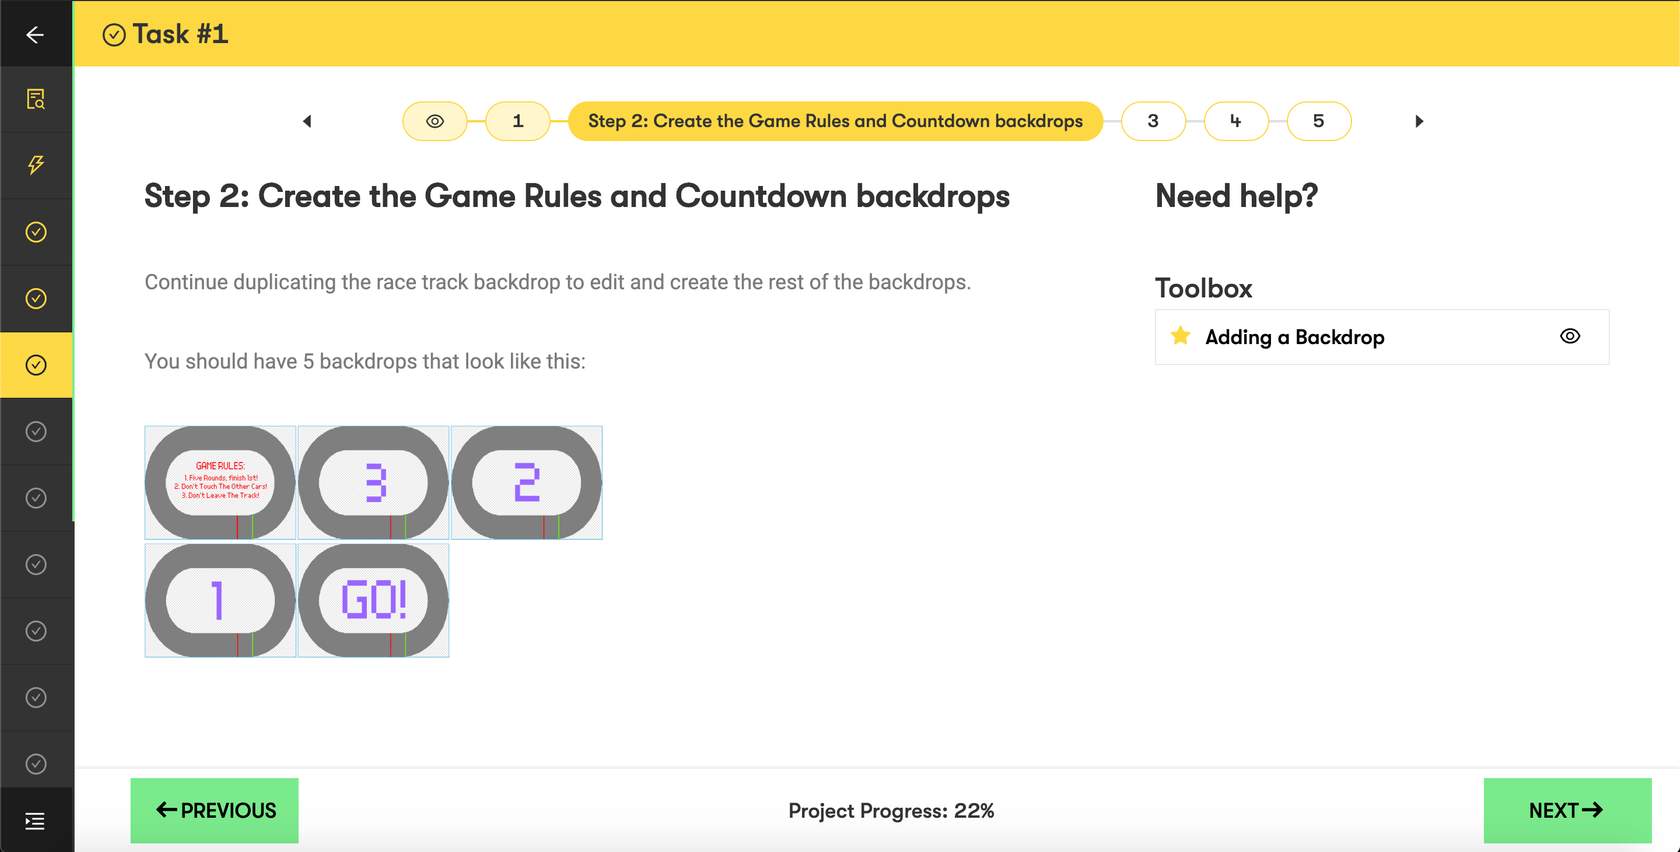 Task #1
1
Step 2: Create the Game Rules and Countdown backdrops
3
4
5
Step 2: Create the Game Rules and Countdown backdrops
Need help?
Continue duplicating the race track backdrop to edit and create the rest of the backdrops.
Toolbox
Adding a Backdrop
You should have 5 backdrops that look like this:
GAME RULES:
1. Five Rounds, finish 1st!
2. Don't Touch The Other Cars!
3. Don't Leave The Track!
3
2
1
GO!
PREVIOUS
Project Progress: 22%
NEXT